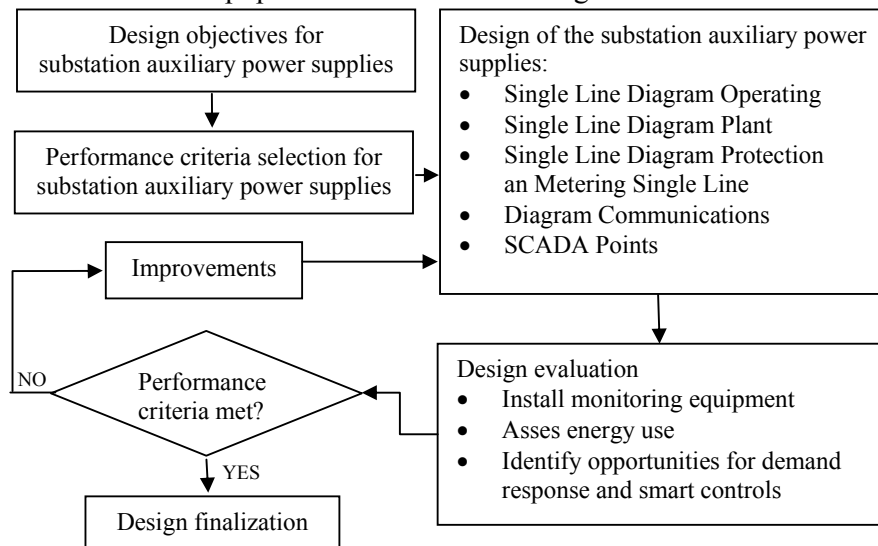 Design objectives for
substation auxiliary power supplies
Performance criteria selection for
substation auxiliary power supplies
Improvements
NO
Performance
criteria met?
YES
Design finalization
Design of the substation auxiliary power
supplies:
• Single Line Diagram Operating
• Single Line Diagram Plant
• Single Line Diagram Protection
an Metering Single Line
• Diagram Communications
• SCADA Points
Design evaluation
• Install monitoring equipment
• Asses energy use
• Identify opportunities for demand
response and smart controls